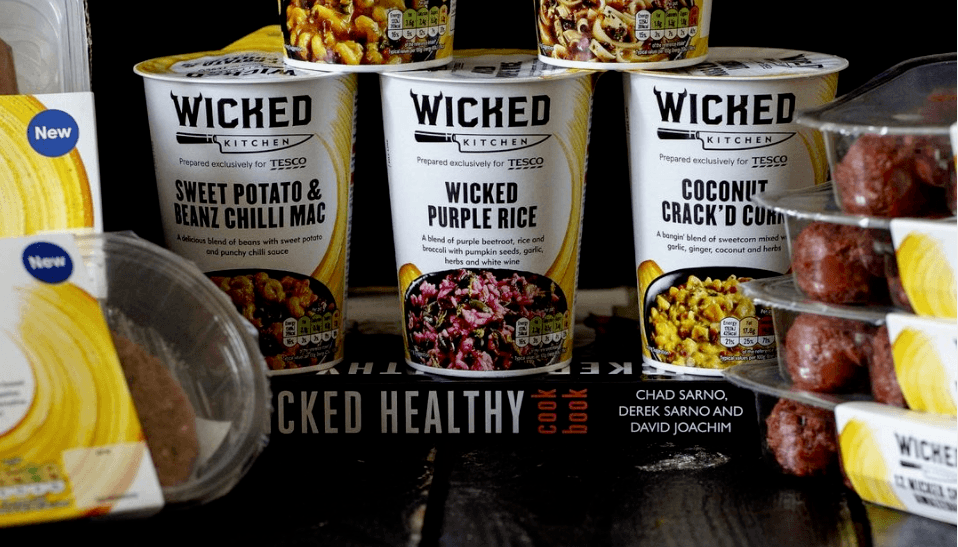 New
New
WICKED
KITCHEN
Prepared exclusively for TESCO
SWEET POTATO &
BEANZ CHILLI MAC
A delicious blend of beans with sweet potato
and punchy chilli sauce
WICKED
KITCHEN
Prepared exclusively for TESCO
WICKED
PURPLE RICE
A blend of purple beetroot, rice and
broccoli with pumpkin seeds, garlic,
herbs and white wine
WICKED
KITCHEN
Prepared exclusively for TESCO
COCONUT
CRACK'D
A bangin' blend of sweetcorn mixed
garlic, ginger, coconut and herbs
21% 25% 71%
ICKED HEALTHY
cook
book
CHAD SARNO,
DEREK SARNO AND
DAVID JOACHIM
WICKE